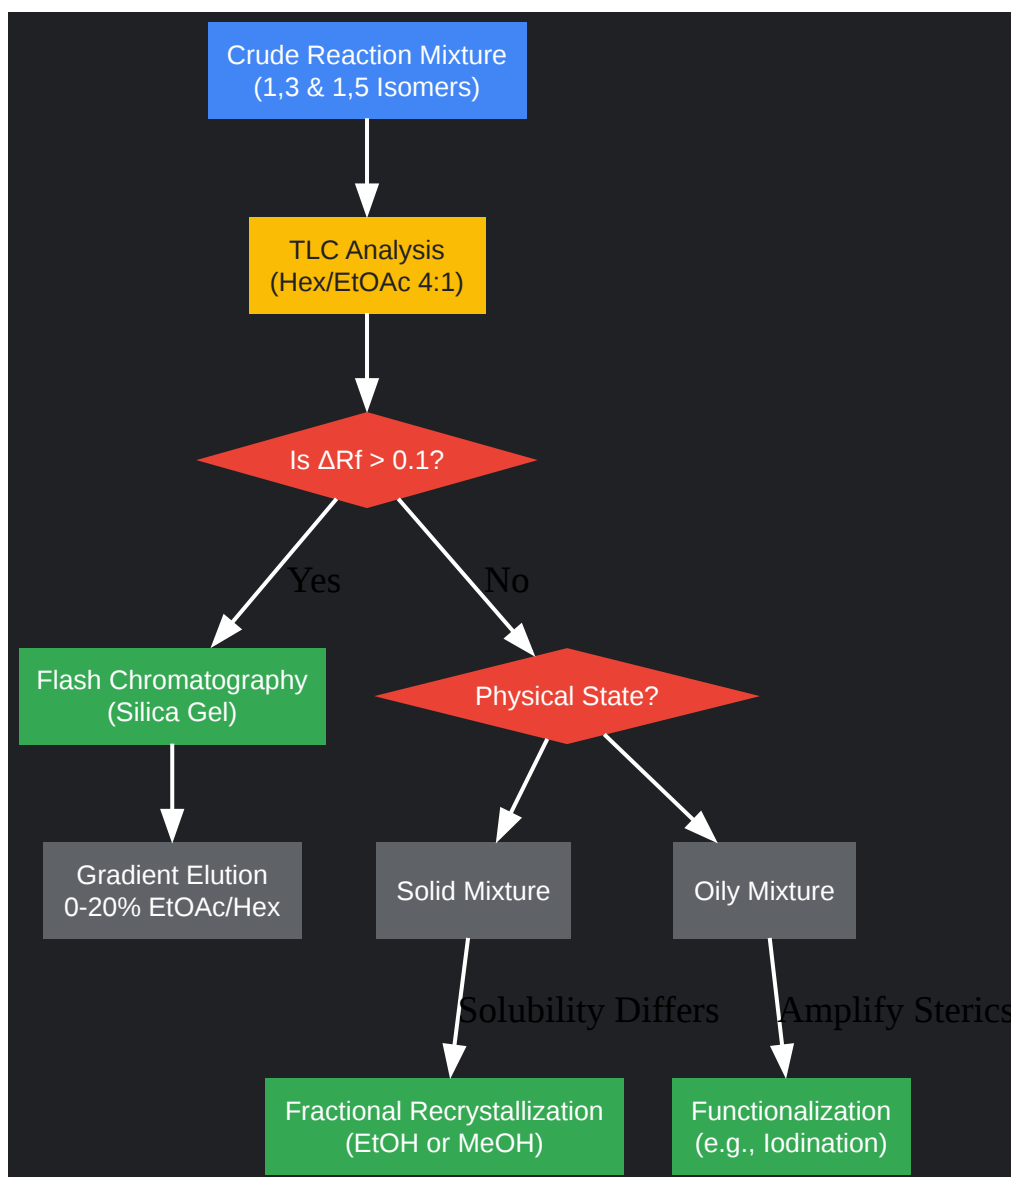 Crude Reaction Mixture
(1,3 & 1,5 Isomers)
TLC Analysis
(Hex/EtOAc 4:1)
Is ΔRf > 0.1?
Yes
No
Flash Chromatography
(Silica Gel)
Physical State?
Gradient Elution
0-20% EtOAc/Hex
Solid Mixture
Oily Mixture
Solubility Differs
Amplify Sterics
Fractional Recrystallization
(EtOH or MeOH)
Functionalization
(e.g., Iodination)